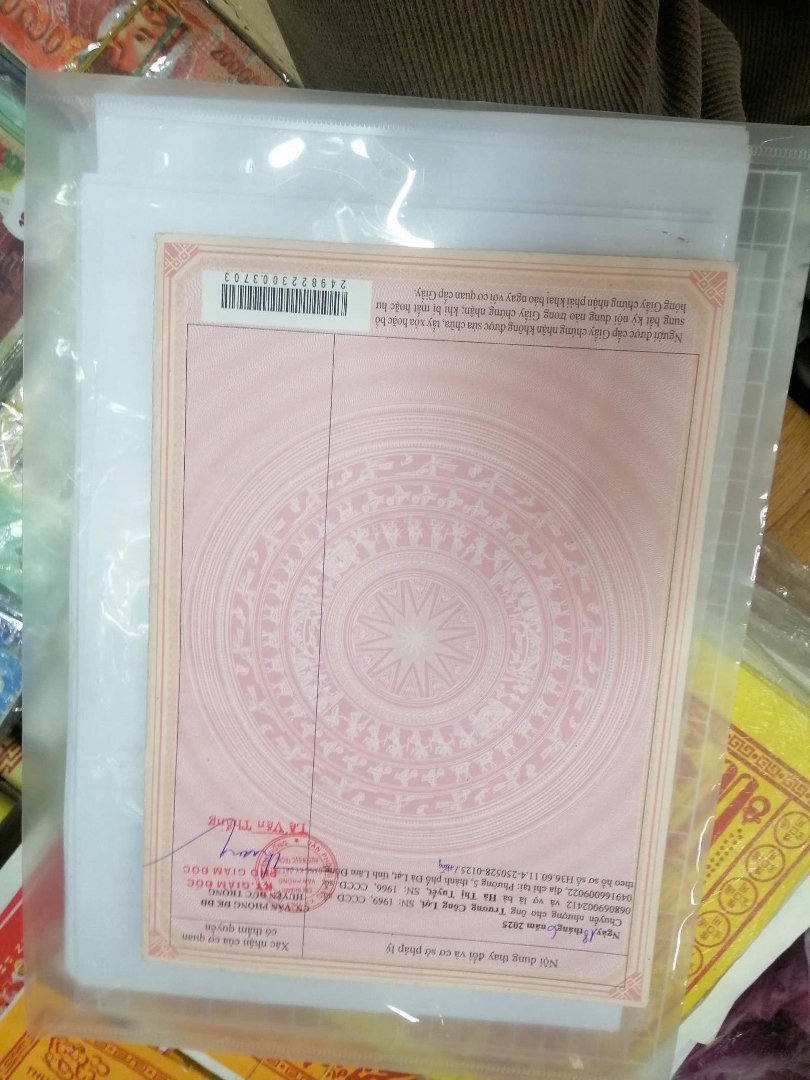 Nội dung thay đổi và cơ sở pháp lý
Xác nhận của cơ quan
có thẩm quyền
Ngày 18 tháng 6 năm 2025
Chuyển nhượng cho ông Trương Công Lợi, SN: 1969, CCCD số:
068069002412 và vợ là bà Hà Thị Tuyết, SN: 1966, CCCD số:
049166009022, địa chỉ tại: Phường 5, thành phố Đà Lạt, tỉnh Lâm Đồng
theo hồ sơ số H36.60.11.4-250528-0125./.
CN. VĂN PHÒNG ĐK ĐĐ
HUYỆN ĐỨC TRỌNG
KT.GIÁM ĐỐC
PHÓ GIÁM ĐỐC
Lê Văn Thắng
Người được cấp Giấy chứng nhận không được sửa chữa, tẩy xóa hoặc bổ
sung bất kỳ nội dung nào trong Giấy chứng nhận; khi bị mất hoặc hư
hỏng Giấy chứng nhận phải khai báo ngay với cơ quan cấp Giấy.
249822300.3703